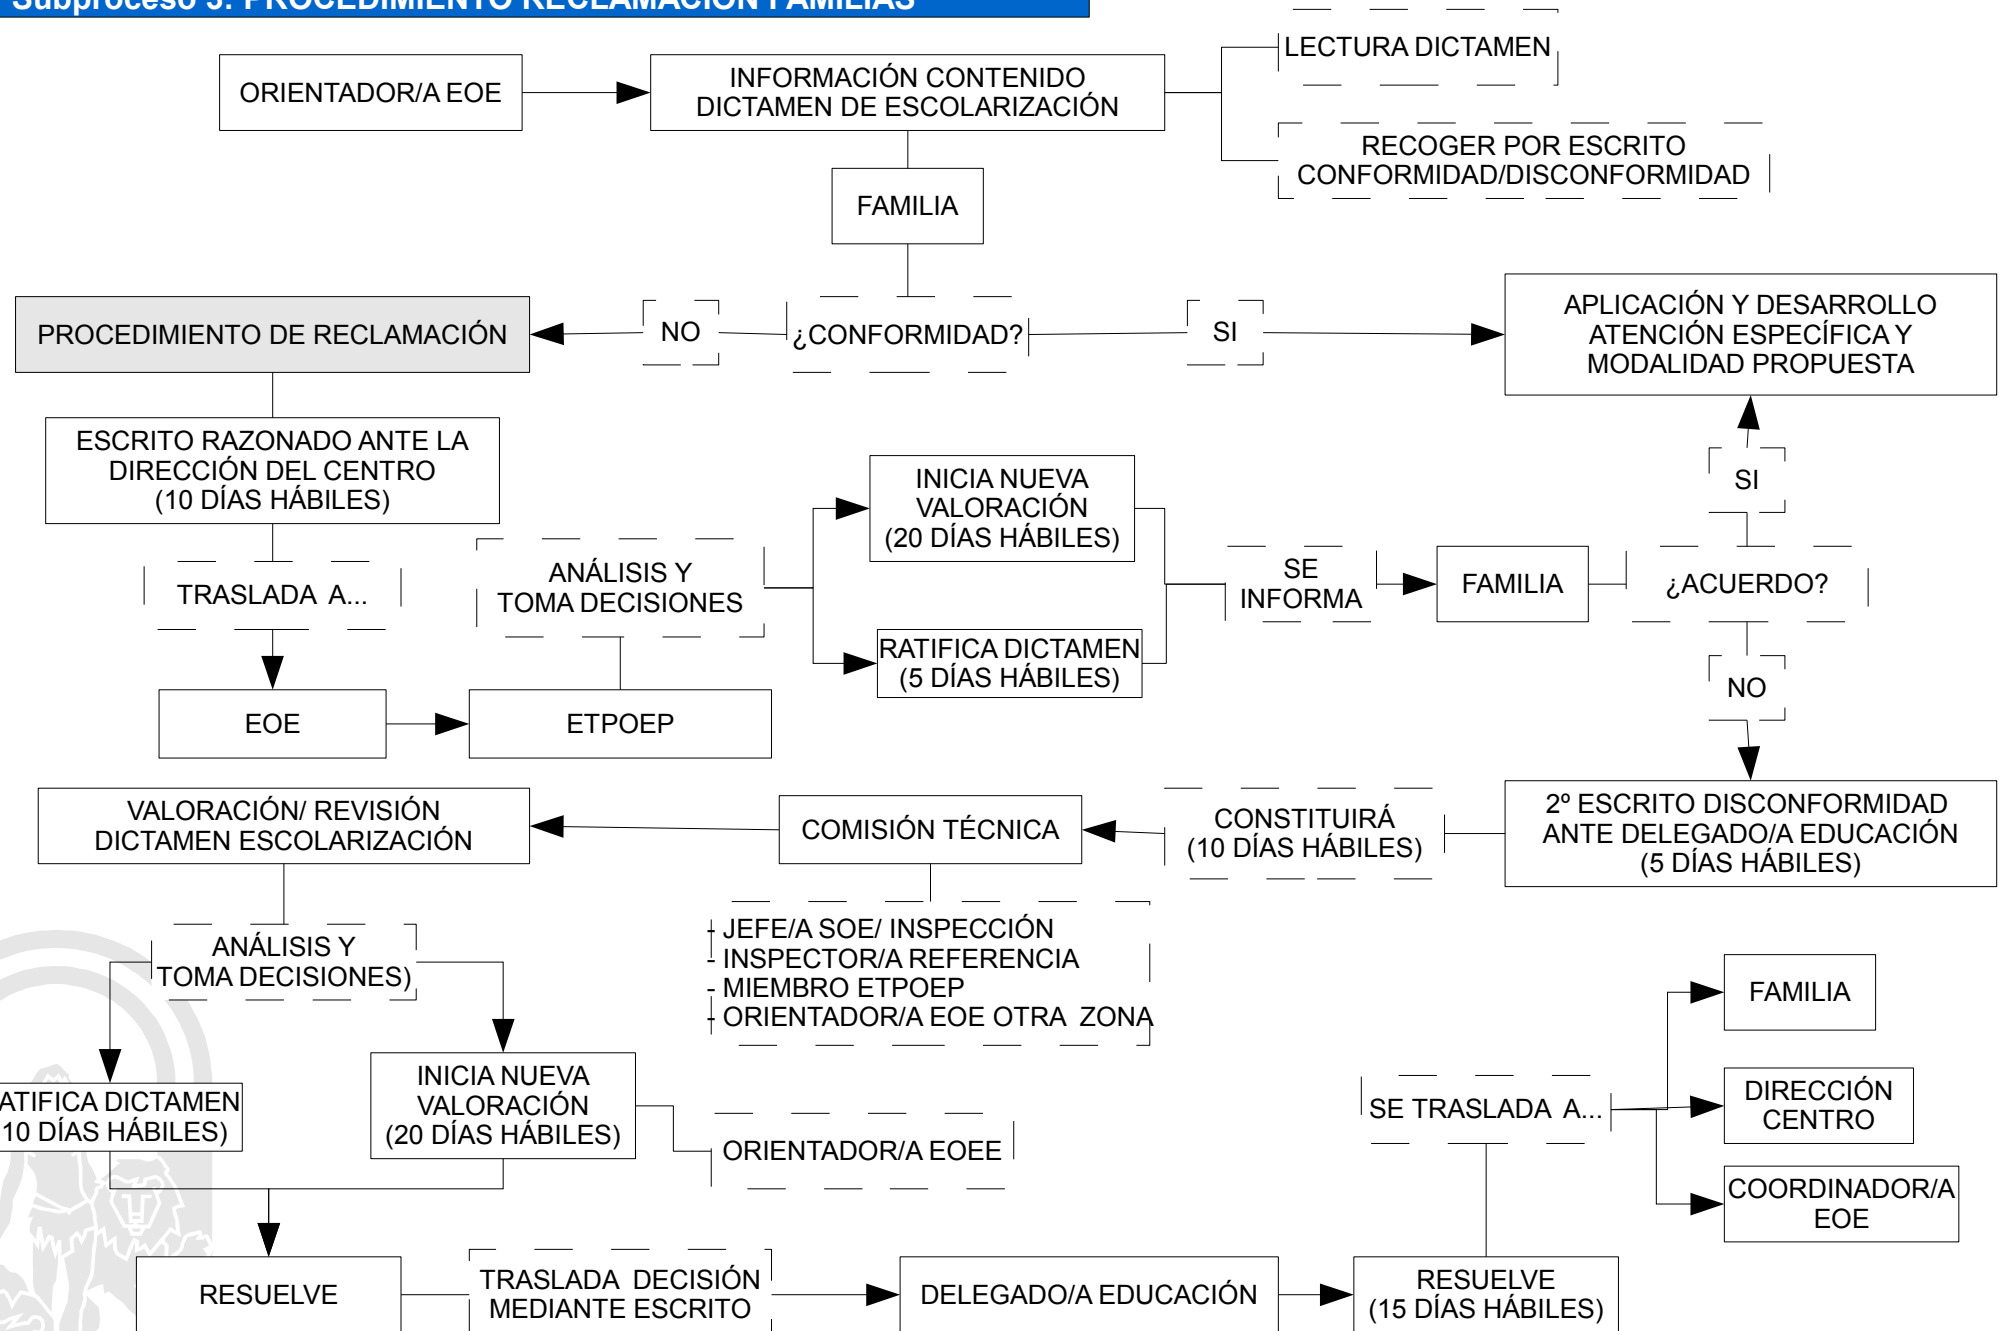 Subproceso 3: PROCEDIMIENTO RECLAMACIÓN FAMILIAS
ORIENTADOR/A EOE
INFORMACIÓN CONTENIDO
DICTAMEN DE ESCOLARIZACIÓN
LECTURA DICTAMEN
RECOGER POR ESCRITO
CONFORMIDAD/DISCONFORMIDAD
FAMILIA
PROCEDIMIENTO DE RECLAMACIÓN
NO
¿CONFORMIDAD?
SI
APLICACIÓN Y DESARROLLO
ATENCIÓN ESPECÍFICA Y
MODALIDAD PROPUESTA
ESCRITO RAZONADO ANTE LA
DIRECCIÓN DEL CENTRO
(10 DÍAS HÁBILES)
TRASLADA A...
EOE
ETPOEP
ANÁLISIS Y
TOMA DECISIONES
INICIA NUEVA
VALORACIÓN
(20 DÍAS HÁBILES)
RATIFICA DICTAMEN
(5 DÍAS HÁBILES)
SE
INFORMA
FAMILIA
¿ACUERDO?
SI
NO
2º ESCRITO DISCONFORMIDAD
ANTE DELEGADO/A EDUCACIÓN
(5 DÍAS HÁBILES)
CONSTITUIRÁ
(10 DÍAS HÁBILES)
COMISIÓN TÉCNICA
- JEFE/A SOE/ INSPECCIÓN
- INSPECTOR/A REFERENCIA
- MIEMBRO ETPOEP
- ORIENTADOR/A EOE OTRA ZONA
VALORACIÓN/ REVISIÓN
DICTAMEN ESCOLARIZACIÓN
ANÁLISIS Y
TOMA DECISIONES)
ATIFICA DICTAMEN
10 DÍAS HÁBILES)
INICIA NUEVA
VALORACIÓN
(20 DÍAS HÁBILES)
ORIENTADOR/A EOEE
RESUELVE
TRASLADA DECISIÓN
MEDIANTE ESCRITO
DELEGADO/A EDUCACIÓN
RESUELVE
(15 DÍAS HÁBILES)
SE TRASLADA A...
FAMILIA
DIRECCIÓN
CENTRO
COORDINADOR/A
EOE